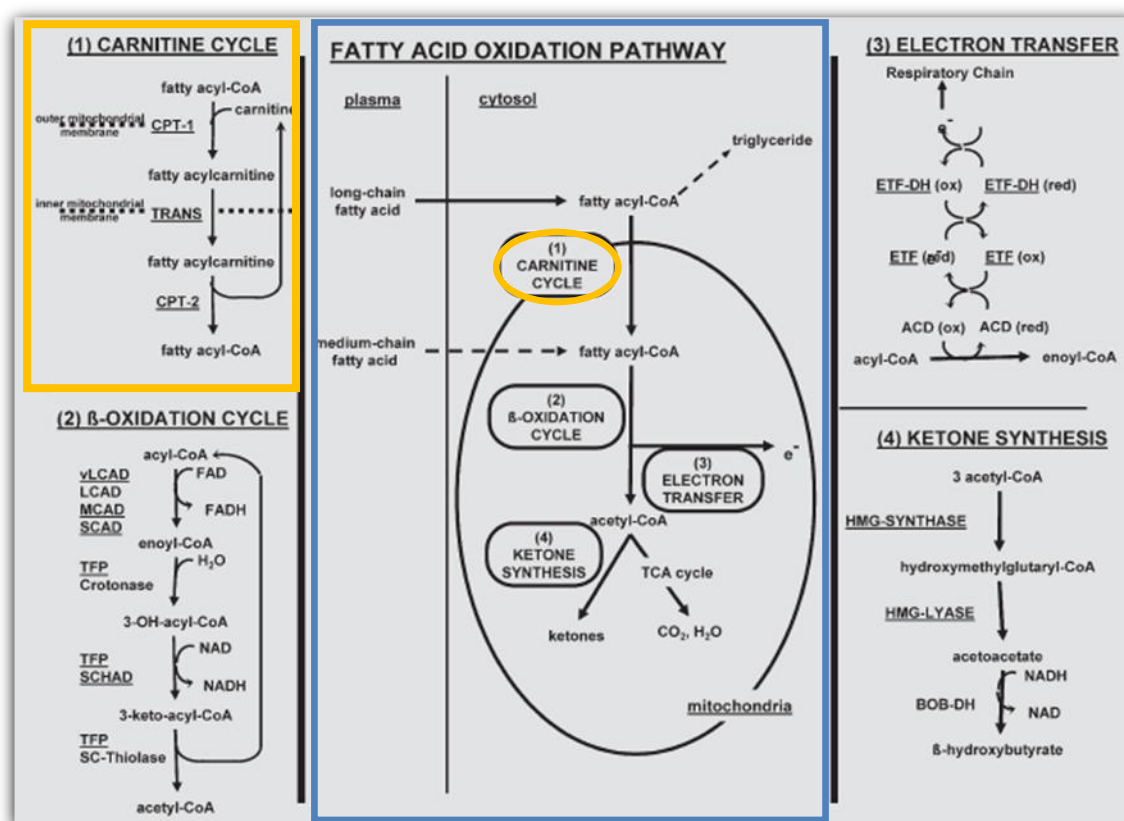 (1) CARNITINE CYCLE
fatty acyl-CoA
carnitine
outer mitochondrial
membrane
CPT-1
fatty acylcarnitine
inner mitochondrial
membrane
TRANS
fatty acylcarnitine
CPT-2
fatty acyl-CoA
(2) ß-OXIDATION CYCLE
acyl-CoA
vLCAD
FAD
LCAD
MCAD
FADH
SCAD
enoyl-CoA
TFP
H₂O
Crotonase
3-OH-acyl-CoA
NAD
TFP
SCHAD
NADH
3-keto-acyl-CoA
TFP
SC-Thiolase
acetyl-CoA
FATTY ACID OXIDATION PATHWAY
plasma
cytosol
triglyceride
long-chain
fatty acid
fatty acyl-CoA
(1)
CARNITINE
CYCLE
medium-chain
fatty acid
fatty acyl-CoA
(2)
ß-OXIDATION
CYCLE
e⁻
(3)
ELECTRON
TRANSFER
acetyl-CoA
(4)
KETONE
SYNTHESIS
TCA cycle
ketones
CO₂, H₂O
mitochondria
(3) ELECTRON TRANSFER
Respiratory Chain
e⁻
ETF-DH (ox) ETF-DH (red)
ETF ETF (ox)
ACD (ox) ACD (red)
acyl-CoA enoyl-CoA
(4) KETONE SYNTHESIS
3 acetyl-CoA
HMG-SYNTHASE
hydroxymethylglutaryl-CoA
HMG-LYASE
acetoacetate
NADH
BOB-DH
NAD
ß-hydroxybutyrate